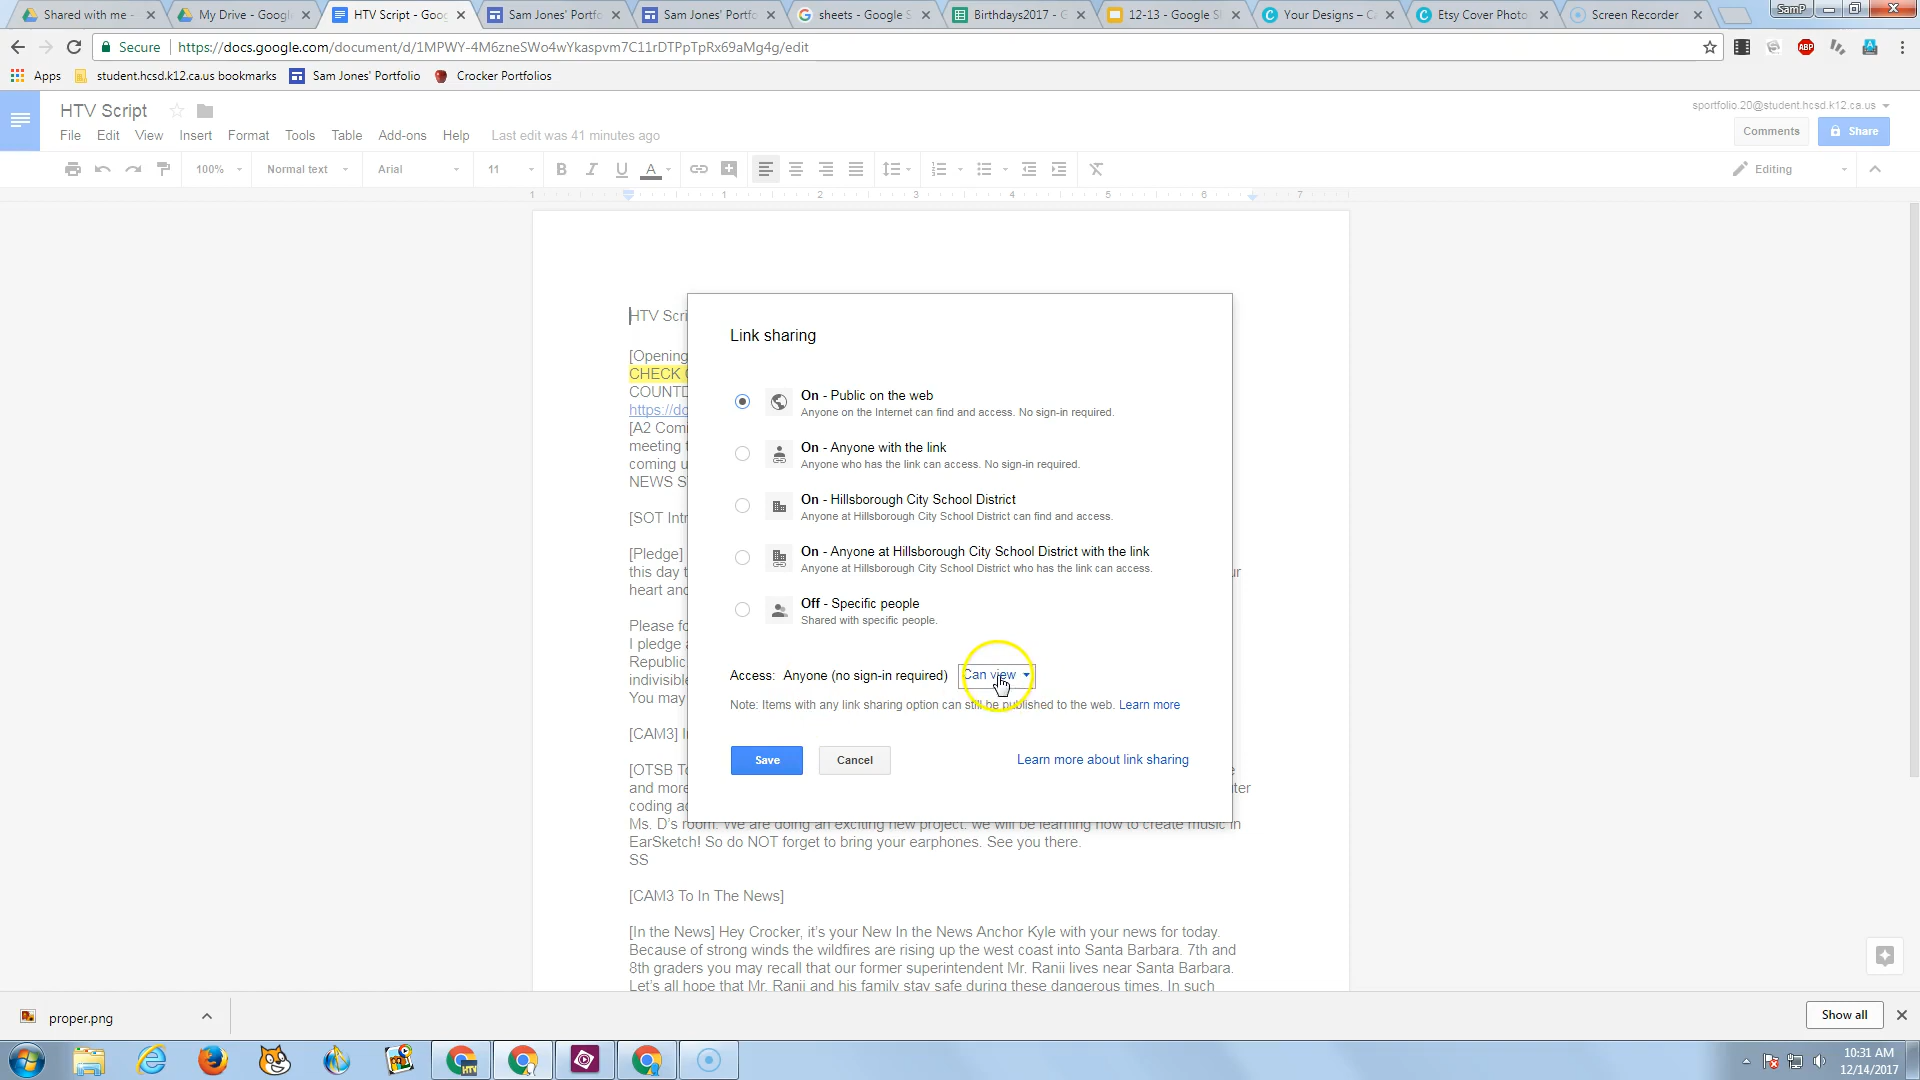 Shared with me -
My Drive - Googl
HTV Script - Goog
Sam Jones' Portfo
Sam Jones' Portfo
sheets - Google S
Birthdays2017 - G
12-13 - Google S
Your Designs – Ca
Etsy Cover Photo
Screen Recorder
SamP
Secure
https://docs.google.com/document/d/1MPWY-4M6zneSWo4wYkaspvm7C11rDTPpTpRx69aMg4g/edit
ABP
Apps
student.hcsd.k12.ca.us bookmarks
Sam Jones' Portfolio
Crocker Portfolios
HTV Script
sportfolio.20@student.hcsd.k12.ca.us
File Edit View Insert Format Tools Table Add-ons Help Last edit was 41 minutes ago
Comments
Share
100%
Normal text
Arial
11
B I U A
Editing
1 1 2 3 4 5 6 7
HTV Scri
[Opening
CHECK
COUNTD
https://do
[A2 Com
meeting
coming u
NEWS S
[SOT Intr
[Pledge]
this day t
heart and
Please fo
I pledge
Republic
indivisible
You may
[CAM3] I
[OTSB To
and more
coding ac
Link sharing
On - Public on the web
Anyone on the Internet can find and access. No sign-in required.
On - Anyone with the link
Anyone who has the link can access. No sign-in required.
On - Hillsborough City School District
Anyone at Hillsborough City School District can find and access.
On - Anyone at Hillsborough City School District with the link
Anyone at Hillsborough City School District who has the link can access.
Off - Specific people
Shared with specific people.
Access: Anyone (no sign-in required) Can view
Note: Items with any link sharing option can still be published to the web. Learn more
Save
Cancel
Learn more about link sharing
ur
e
ter
Ms. D's room. We are doing an exciting new project. we will be learning how to create music in
EarSketch! So do NOT forget to bring your earphones. See you there.
SS
[CAM3 To In The News]
[In the News] Hey Crocker, it's your New In the News Anchor Kyle with your news for today.
Because of strong winds the wildfires are rising up the west coast into Santa Barbara. 7th and
8th graders you may recall that our former superintendent Mr. Ranii lives near Santa Barbara.
Let's all hope that Mr. Ranii and his family stay safe during these dangerous times. In such
proper.png
Show all
HTV
10:31 AM
12/14/2017